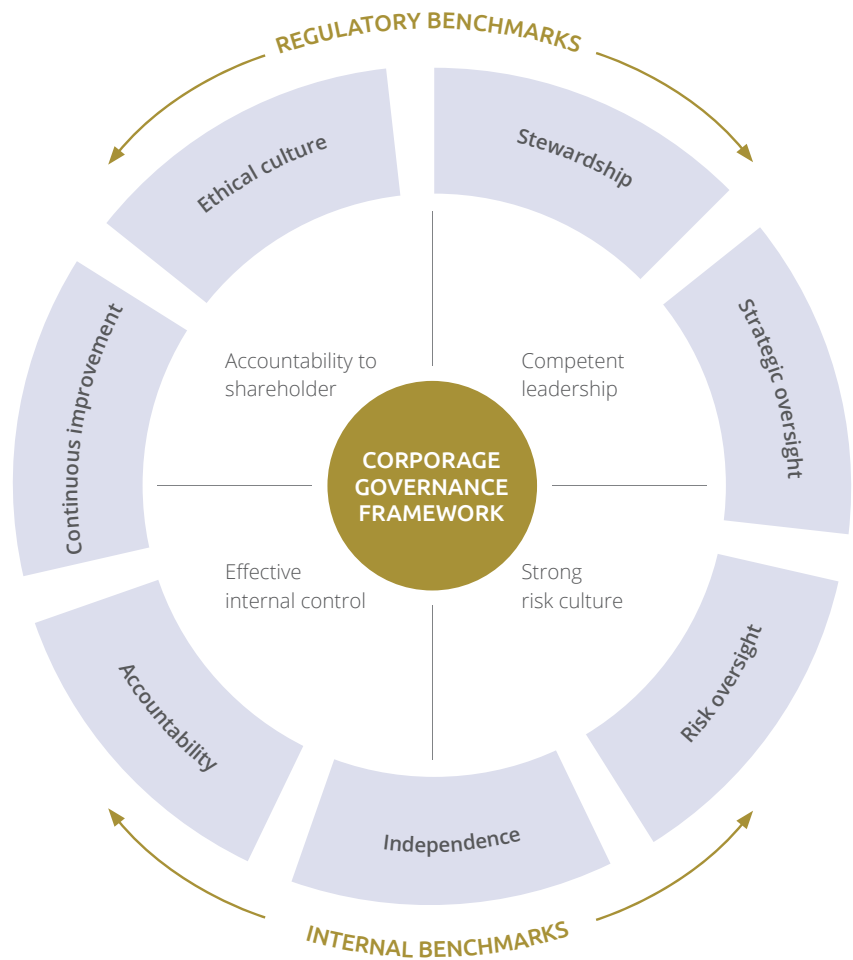 REGULATORY BENCHMARKS
Ethical culture
Stewardship
Continuous improvement
Strategic oversight
Accountability to
shareholder
Competent
leadership
CORPORAGE
GOVERNANCE
FRAMEWORK
Effective
internal control
Strong
risk culture
Accountability
Risk oversight
Independence
INTERNAL BENCHMARKS